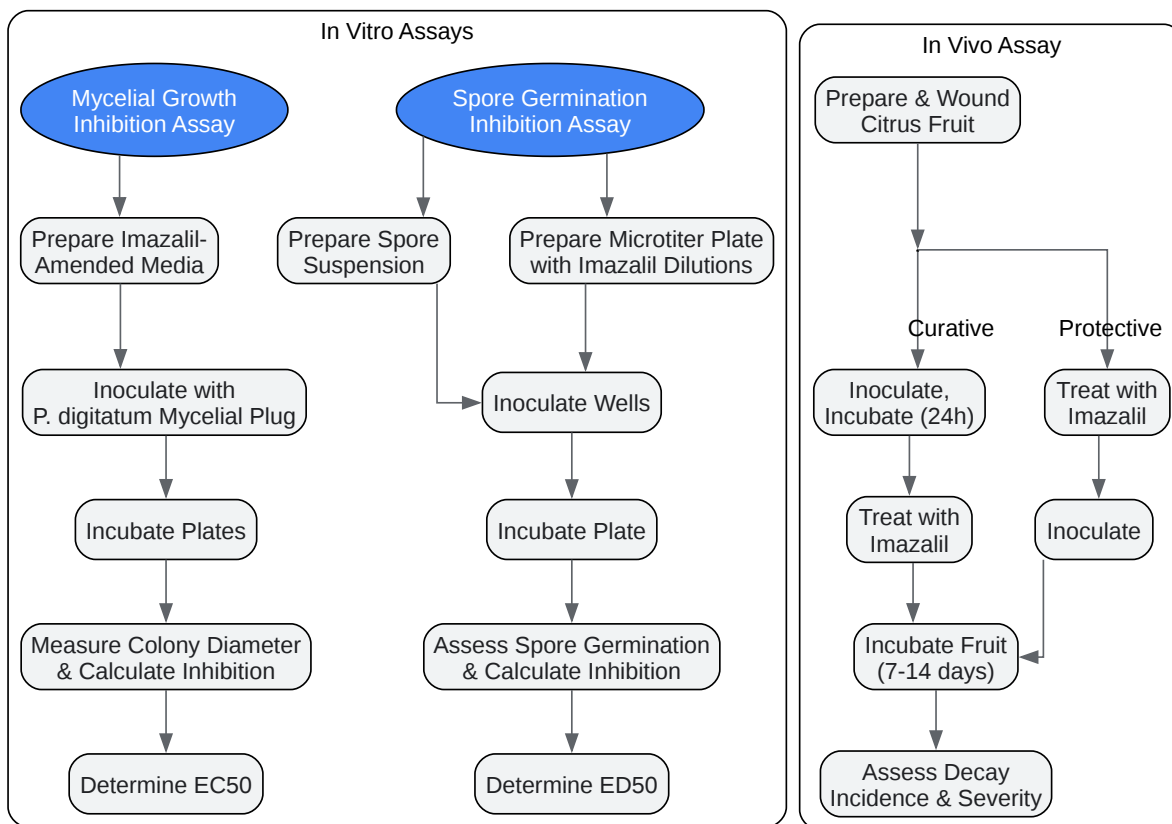 In Vitro Assays
Mycelial Growth
Inhibition Assay
Spore Germination
Inhibition Assay
Prepare Imazalil-
Amended Media
Prepare Spore
Suspension
Prepare Microtiter Plate
with Imazalil Dilutions
Inoculate with
P. digitatum Mycelial Plug
Inoculate Wells
Incubate Plates
Incubate Plate
Measure Colony Diameter
& Calculate Inhibition
Assess Spore Germination
& Calculate Inhibition
Determine EC50
Determine ED50
In Vivo Assay
Prepare & Wound
Citrus Fruit
Curative
Protective
Inoculate,
Incubate (24h)
Treat with
Imazalil
Treat with
Imazalil
Inoculate
Incubate Fruit
(7-14 days)
Assess Decay
Incidence & Severity